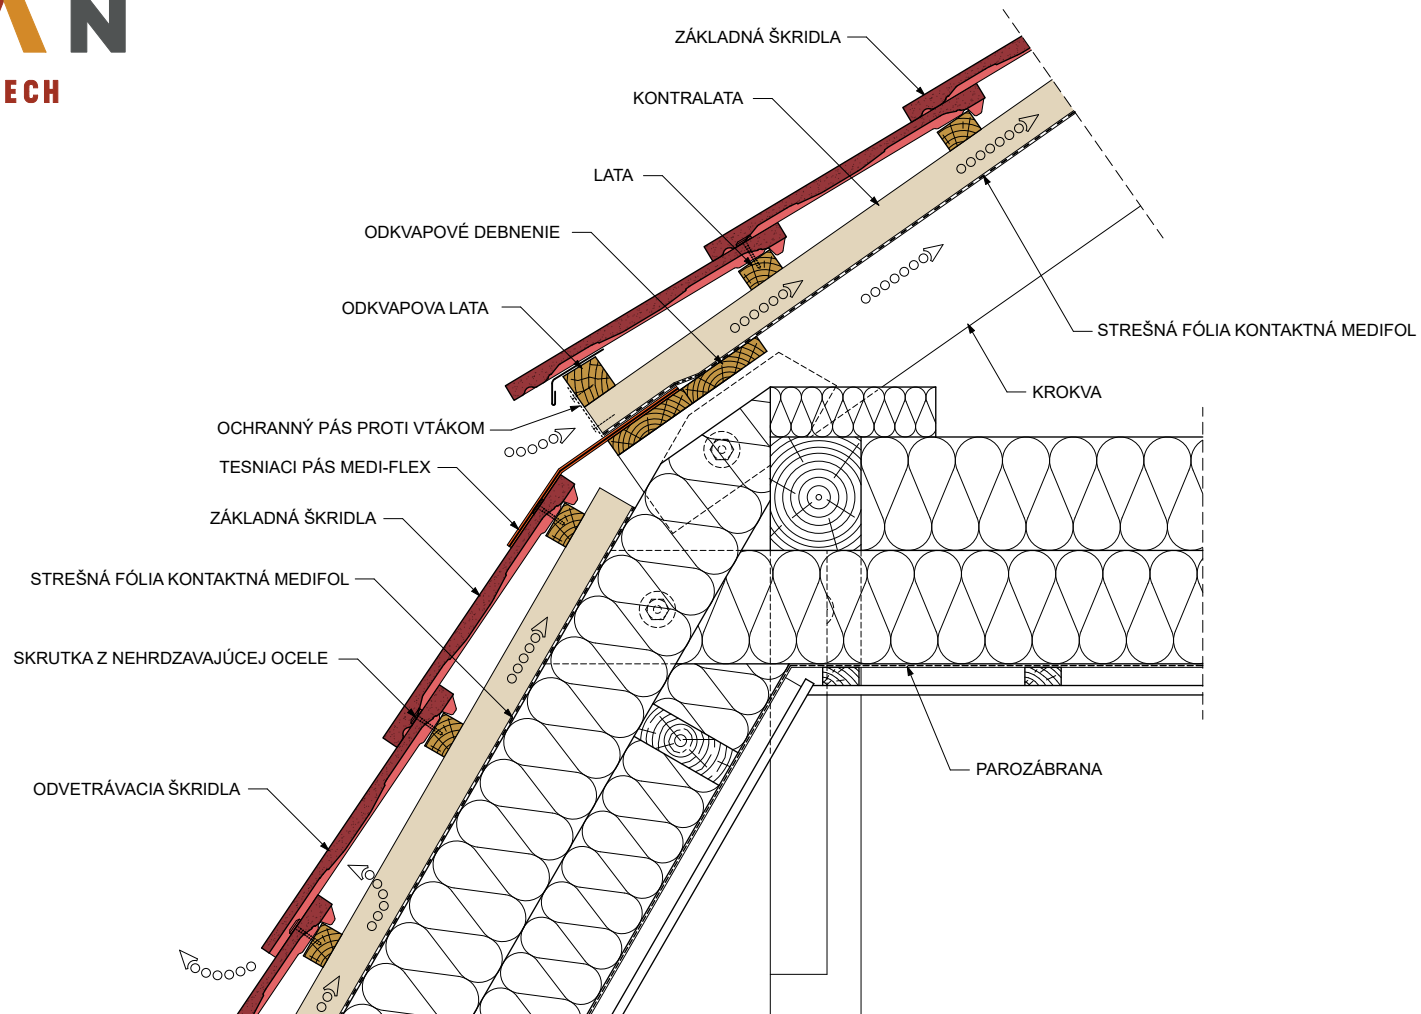 N
ECH
ZÁKLADNÁ ŠKRIDLA
KONTRALATA
LATA
ODKVAPOVÉ DEBNENIE
ODKVAPOVA LATA
STREŠNÁ FÓLIA KONTAKTNÁ MEDIFOL
KROKVA
OCHRANNÝ PÁS PROTI VTÁKOM
TESNIACI PÁS MEDI-FLEX
ZÁKLADNÁ ŠKRIDLA
STREŠNÁ FÓLIA KONTAKTNÁ MEDIFOL
SKRUTKA Z NEHRDZAVAJÚCEJ OCELE
PAROZÁBRANA
ODVETRÁVACIA ŠKRIDLA